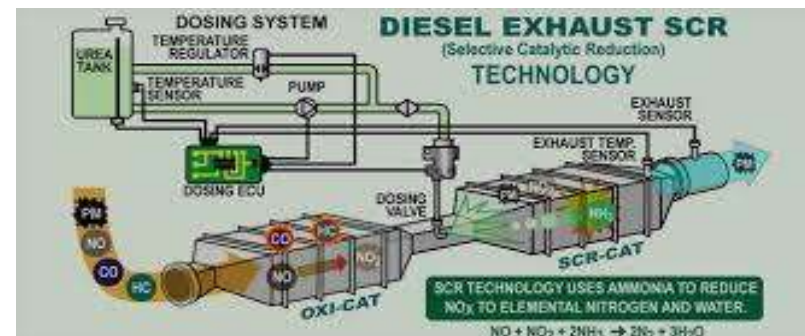 DOSING SYSTEM
DIESEL EXHAUST SCR
(Selective Catalytic Reduction)
TECHNOLOGY
UREA
TANK
TEMPERATURE
REGULATOR
TEMPERATURE
SENSOR
PUMP
EXHAUST
SENSOR
EXHAUST TEMP.
SENSOR
DOSING ECU
DOSING
VALVE
PM
NO
CO
HC
CO
HC
NO
NO2
NH3
PM
OXI-CAT
SCR-CAT
SCR TECHNOLOGY USES AMMONIA TO REDUCE
NOX TO ELEMENTAL NITROGEN AND WATER.
NO + NO2 + 2NH3 → 2N2 + 3H2O